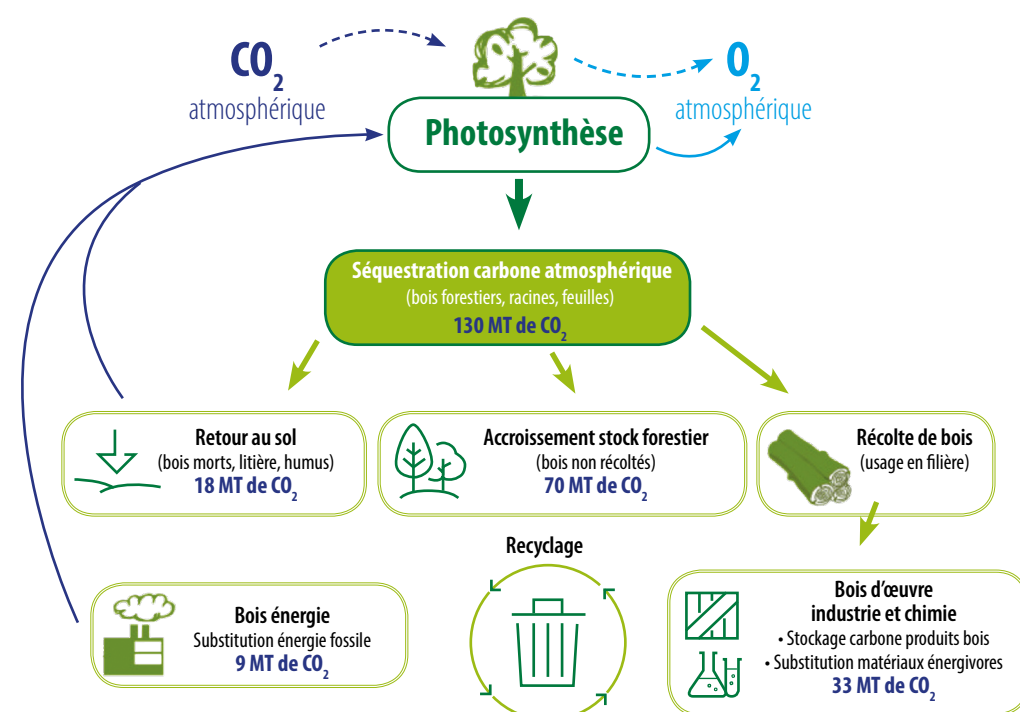 CO2
atmosphérique
O2
atmosphérique
Photosynthèse
Séquestration carbone atmosphérique
(bois forestiers, racines, feuilles)
130 MT de CO2
Retour au sol
(bois morts, litière, humus)
18 MT de CO2
Accroissement stock forestier
(bois non récoltés)
70 MT de CO2
Récolte de bois
(usage en filière)
Bois énergie
Substitution énergie fossile
9 MT de CO2
Recyclage
Bois d'œuvre
industrie et chimie
• Stockage carbone produits bois
• Substitution matériaux énergivores
33 MT de CO2